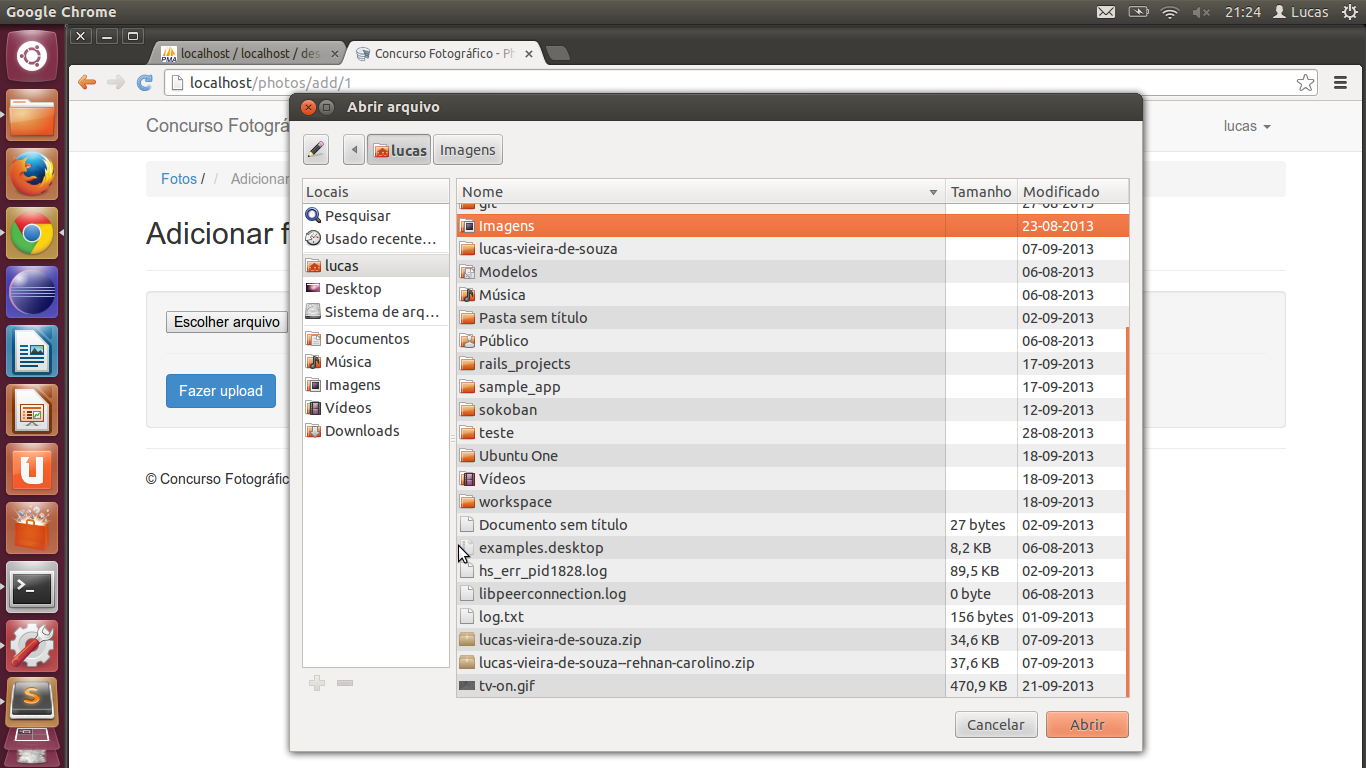 Google Chrome
21:24 Lucas
localhost / localhost / des
Concurso Fotográfico - Ph
localhost/photos/add/1
Abrir arquivo
Concurso Fotográ
lucas
lucas Imagens
Fotos / / Adicionar
Adicionar f
Escolher arquivo
Fazer upload
© Concurso Fotográfic
Locais
Pesquisar
Usado recente...
lucas
Desktop
Sistema de arq...
Documentos
Música
Imagens
Vídeos
Downloads
Nome Tamanho Modificado
git 27-08-2013
Imagens 23-08-2013
lucas-vieira-de-souza 07-09-2013
Modelos 06-08-2013
Música 06-08-2013
Pasta sem título 02-09-2013
Público 06-08-2013
rails_projects 17-09-2013
sample_app 17-09-2013
sokoban 12-09-2013
teste 28-08-2013
Ubuntu One 18-09-2013
Vídeos 18-09-2013
workspace 18-09-2013
Documento sem título 27 bytes 02-09-2013
examples.desktop 8,2 KB 06-08-2013
hs_err_pid1828.log 89,5 KB 02-09-2013
libpeerconnection.log 0 byte 06-08-2013
log.txt 156 bytes 01-09-2013
lucas-vieira-de-souza.zip 34,6 KB 07-09-2013
lucas-vieira-de-souza--rehnan-carolino.zip 37,6 KB 07-09-2013
tv-on.gif 470,9 KB 21-09-2013
Cancelar Abrir